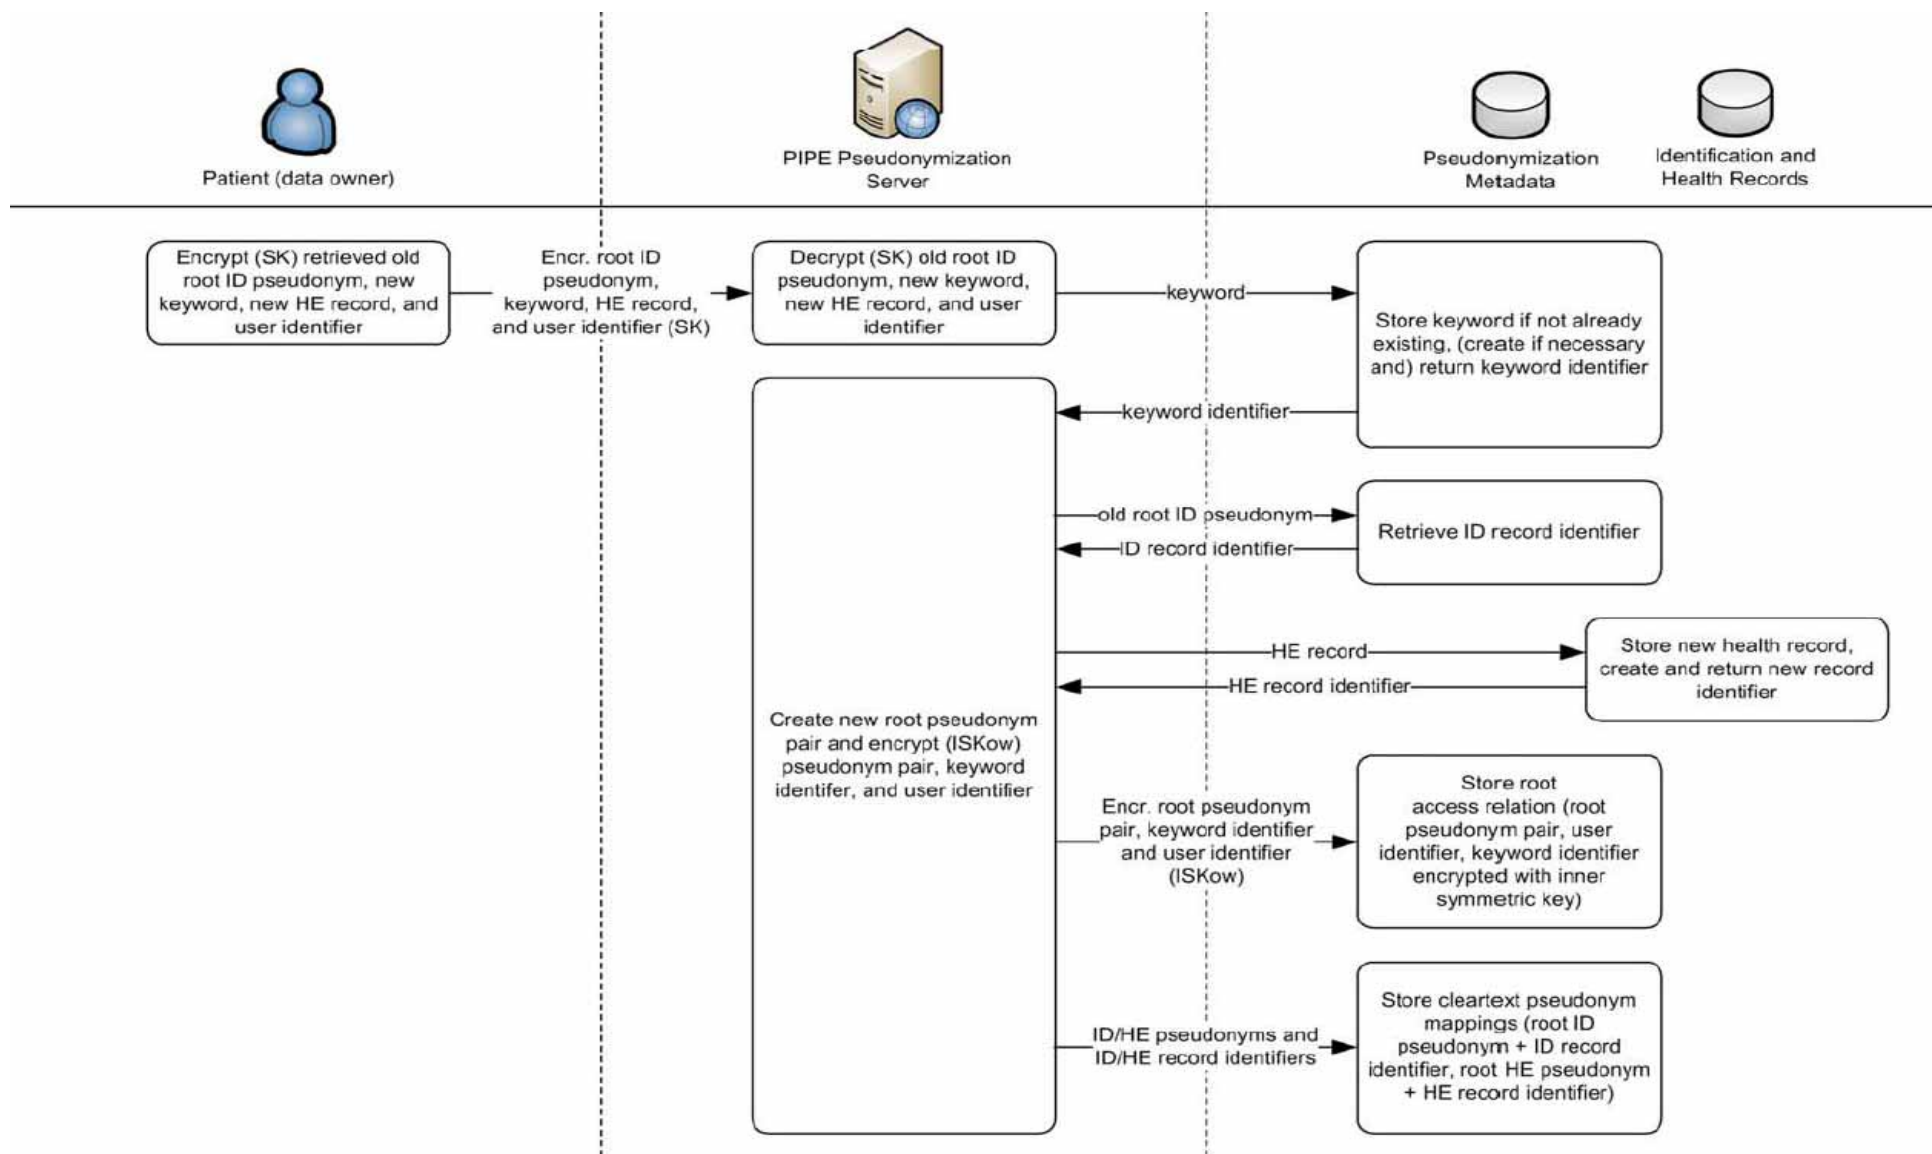 Patient (data owner)
PIPE Pseudonymization
Server
Pseudonymization
Metadata
Identification and
Health Records
Encrypt (SK) retrieved old
root ID pseudonym, new
keyword, new HE record, and
user identifier
Encr. root ID
pseudonym,
keyword, HE record,
and user identifier (SK)
Decrypt (SK) old root ID
pseudonym, new keyword,
new HE record, and user
identifier
keyword
Store keyword if not already
existing, (create if necessary
and) return keyword identifier
keyword identifier
old root ID pseudonym
ID record identifier
Retrieve ID record identifier
HE record
HE record identifier
Store new health record,
create and return new record
identifier
Create new root pseudonym
pair and encrypt (ISKow)
pseudonym pair, keyword
identifer, and user identifier
Encr. root pseudonym
pair, keyword identifier
and user identifier
(ISKow)
Store root
access relation (root
pseudonym pair, user
identifier, keyword identifier
encrypted with inner
symmetric key)
ID/HE pseudonyms and
ID/HE record identifiers
Store cleartext pseudonym
mappings (root ID
pseudonym + ID record
identifier, root HE pseudonym
+ HE record identifier)